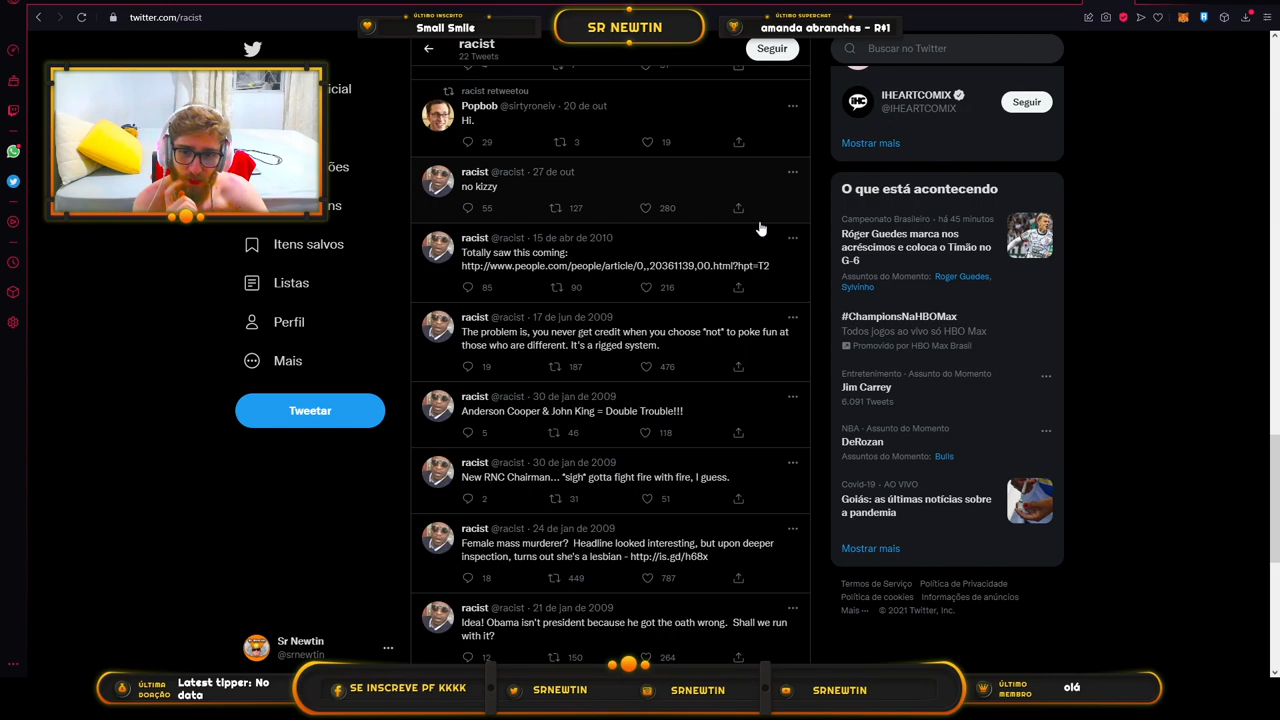 twitter.com/racist
ÚLTIMO INSCRITO
Small Smile
SR NEWTIN
ÚLTIMO SUPERCHAT
amanda abranches - R$1
racist
22 Tweets
Seguir
Buscar no Twitter
icial
ões
ns
Itens salvos
Listas
Perfil
Mais
Tweetar
Sr Newtin
@srnewtin
racist retweetou
Popbob @sirtyroneiv · 20 de out
Hi.
29 3 19
racist @racist · 27 de out
no kizzy
55 127 280
racist @racist · 15 de abr de 2010
Totally saw this coming:
http://www.people.com/people/article/0,,20361139,00.html?hpt=T2
85 90 216
racist @racist · 17 de jun de 2009
The problem is, you never get credit when you choose *not* to poke fun at
those who are different. It's a rigged system.
19 187 476
racist @racist · 30 de jan de 2009
Anderson Cooper & John King = Double Trouble!!!
5 46 118
racist @racist · 30 de jan de 2009
New RNC Chairman... *sigh* gotta fight fire with fire, I guess.
2 31 51
racist @racist · 24 de jan de 2009
Female mass murderer? Headline looked interesting, but upon deeper
inspection, turns out she's a lesbian - http://is.gd/h68x
18 449 787
racist @racist · 21 de jan de 2009
Idea! Obama isn't president because he got the oath wrong. Shall we run
with it?
12 150 264
IHEARTCOMIX
@IHEARTCOMIX
Seguir
Mostrar mais
O que está acontecendo
Campeonato Brasileiro · há 45 minutos
Róger Guedes marca nos
acréscimos e coloca o Timão no
G-6
Assuntos do Momento: Roger Guedes,
Sylvinho
#ChampionsNaHBOMax
Todos jogos ao vivo só HBO Max
Promovido por HBO Max Brasil
Entretenimento · Assunto do Momento
Jim Carrey
6.091 Tweets
NBA · Assunto do Momento
DeRozan
Assuntos do Momento: Bulls
Covid-19 · AO VIVO
Goiás: as últimas notícias sobre
a pandemia
Mostrar mais
Termos de Serviço Política de Privacidade
Política de cookies Informações de anúncios
Mais ··· © 2021 Twitter, Inc.
ÚLTIMA
DOAÇÃO
Latest tipper: No
data
SE INSCREVE PF KKKK
SRNEWTIN
SRNEWTIN
SRNEWTIN
ÚLTIMO
MEMBRO
olá